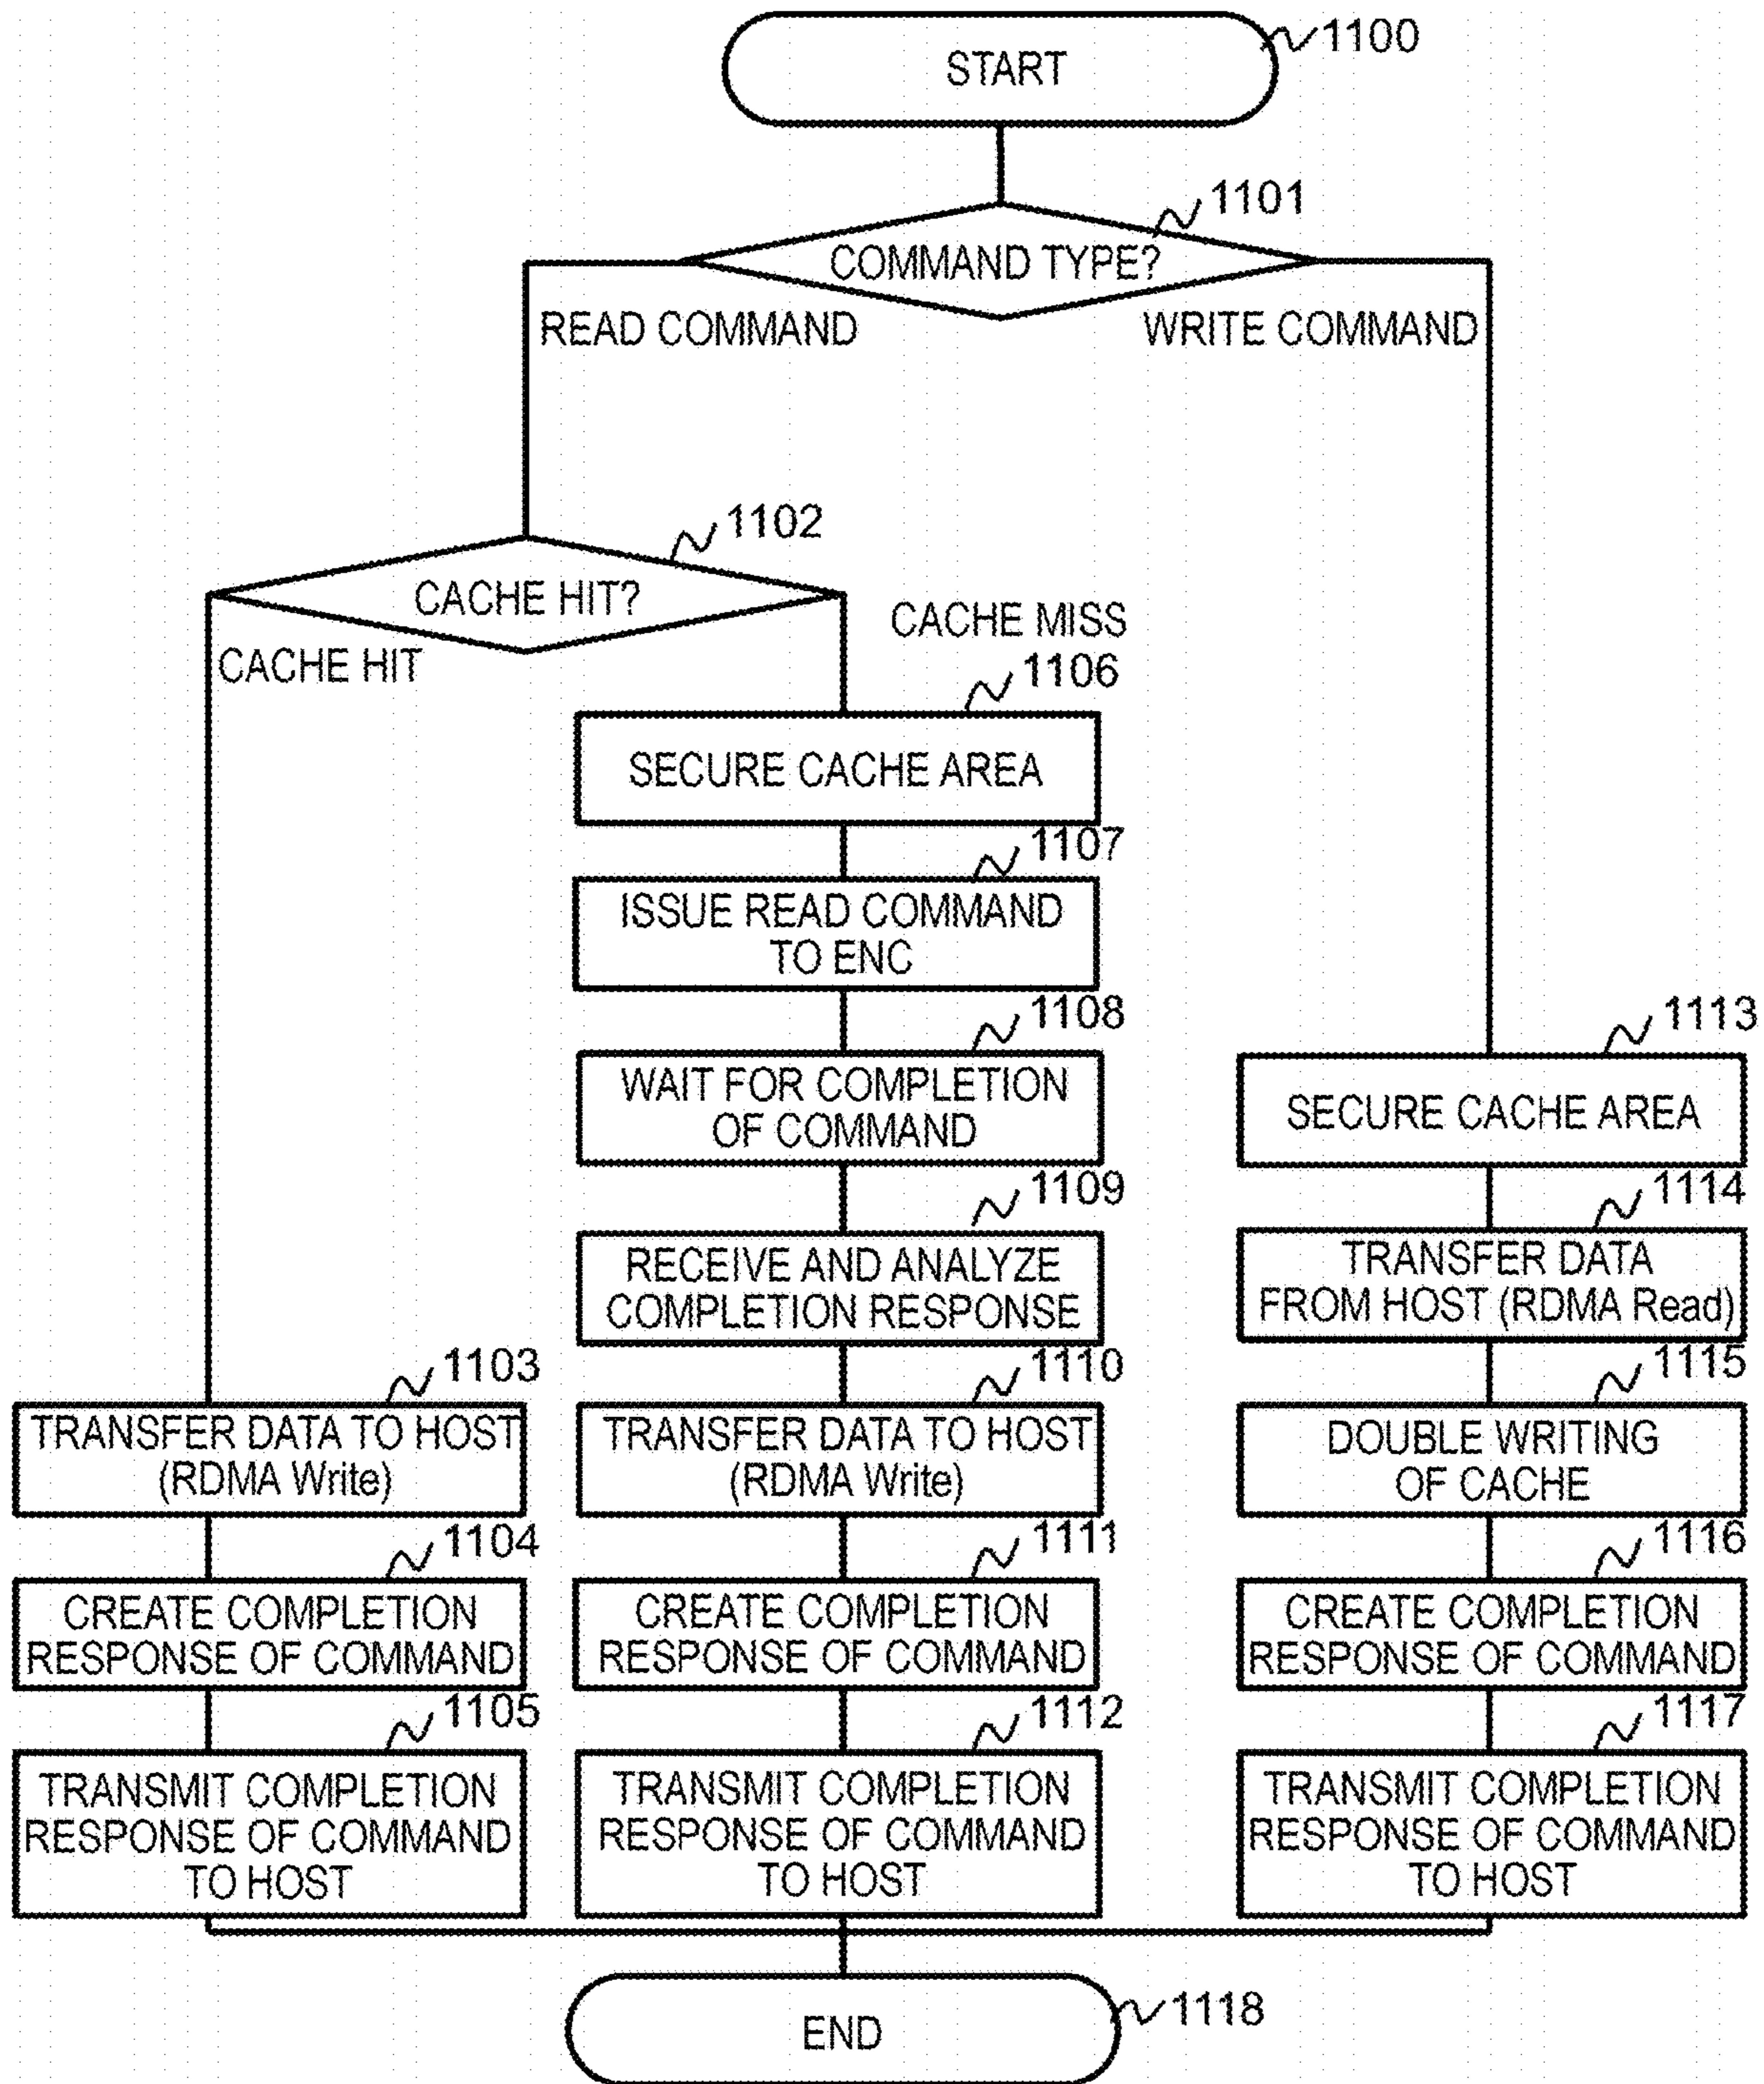 START
1100
1101
COMMAND TYPE?
READ COMMAND
WRITE COMMAND
1102
CACHE HIT?
CACHE HIT
CACHE MISS
1106
SECURE CACHE AREA
1107
ISSUE READ COMMAND
TO ENC
1108
WAIT FOR COMPLETION
OF COMMAND
1109
RECEIVE AND ANALYZE
COMPLETION RESPONSE
1113
SECURE CACHE AREA
1114
TRANSFER DATA
FROM HOST (RDMA Read)
1103
TRANSFER DATA TO HOST
(RDMA Write)
1110
TRANSFER DATA TO HOST
(RDMA Write)
1115
DOUBLE WRITING
OF CACHE
1104
CREATE COMPLETION
RESPONSE OF COMMAND
1111
CREATE COMPLETION
RESPONSE OF COMMAND
1116
CREATE COMPLETION
RESPONSE OF COMMAND
1105
TRANSMIT COMPLETION
RESPONSE OF COMMAND
TO HOST
1112
TRANSMIT COMPLETION
RESPONSE OF COMMAND
TO HOST
1117
TRANSMIT COMPLETION
RESPONSE OF COMMAND
TO HOST
END
1118